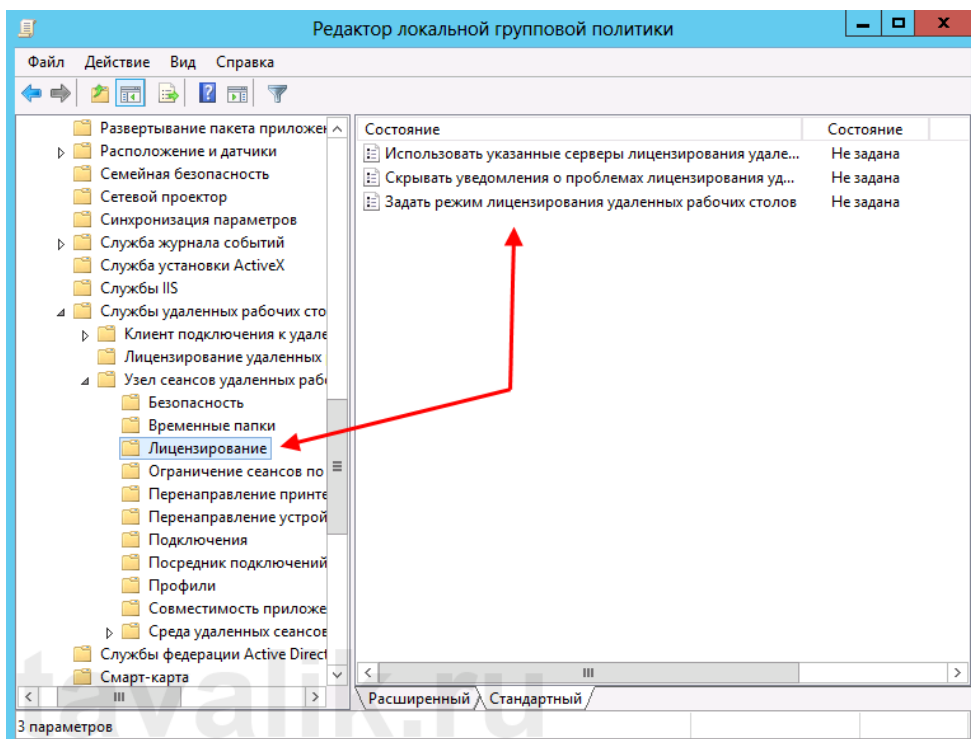 Редактор локальной групповой политики
Файл Действие Вид Справка
Развертывание пакета приложен
Расположение и датчики
Семейная безопасность
Сетевой проектор
Синхронизация параметров
Служба журнала событий
Служба установки ActiveX
Службы IIS
Службы удаленных рабочих сто
Клиент подключения к удале
Лицензирование удаленных
Узел сеансов удаленных рабо
Безопасность
Временные папки
Лицензирование
Ограничение сеансов по
Перенаправление принте
Перенаправление устрой
Подключения
Посредник подключений
Профили
Совместимость приложе
Среда удаленных сеансов
Службы федерации Active Direct
Смарт-карта
Состояние Состояние
Использовать указанные серверы лицензирования удале... Не задана
Скрывать уведомления о проблемах лицензирования уд... Не задана
Задать режим лицензирования удаленных рабочих столов Не задана
Расширенный Стандартный
3 параметров
tavalik.ru